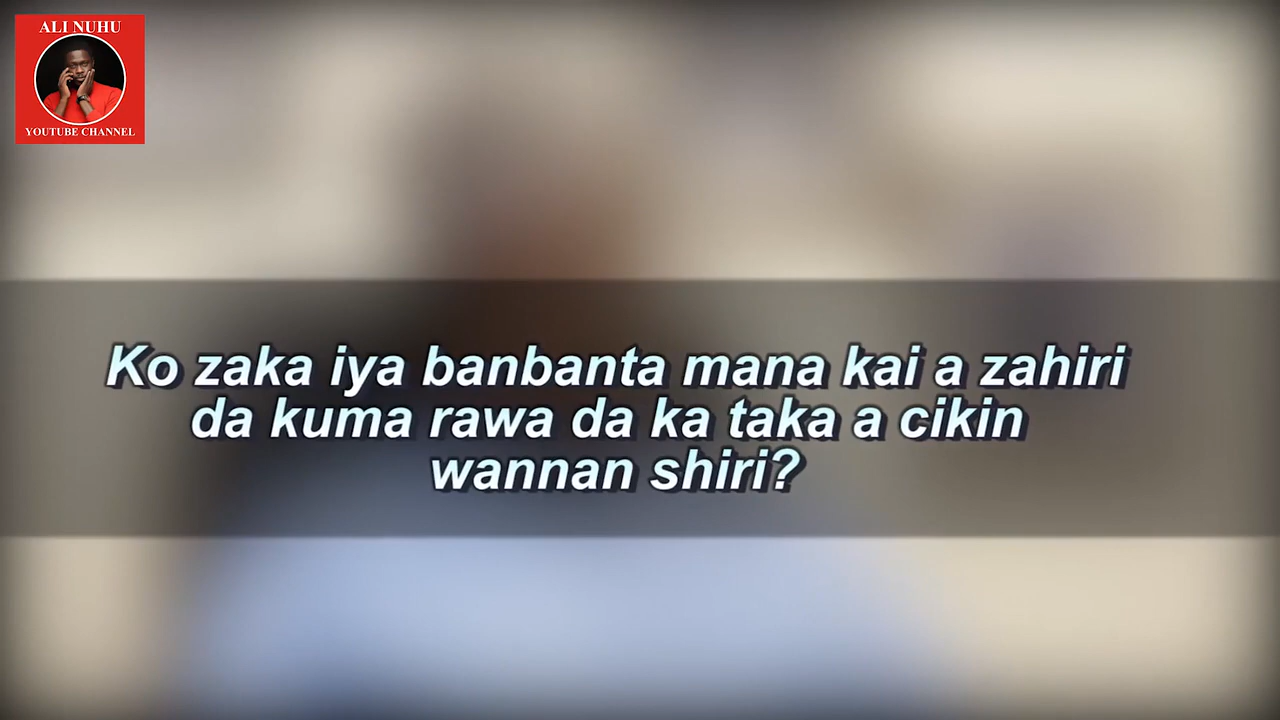 ALI NUHU
YOUTUBE CHANNEL
Ko zaka iya banbanta mana kai a zahiri
da kuma rawa da ka taka a cikin
wannan shiri?